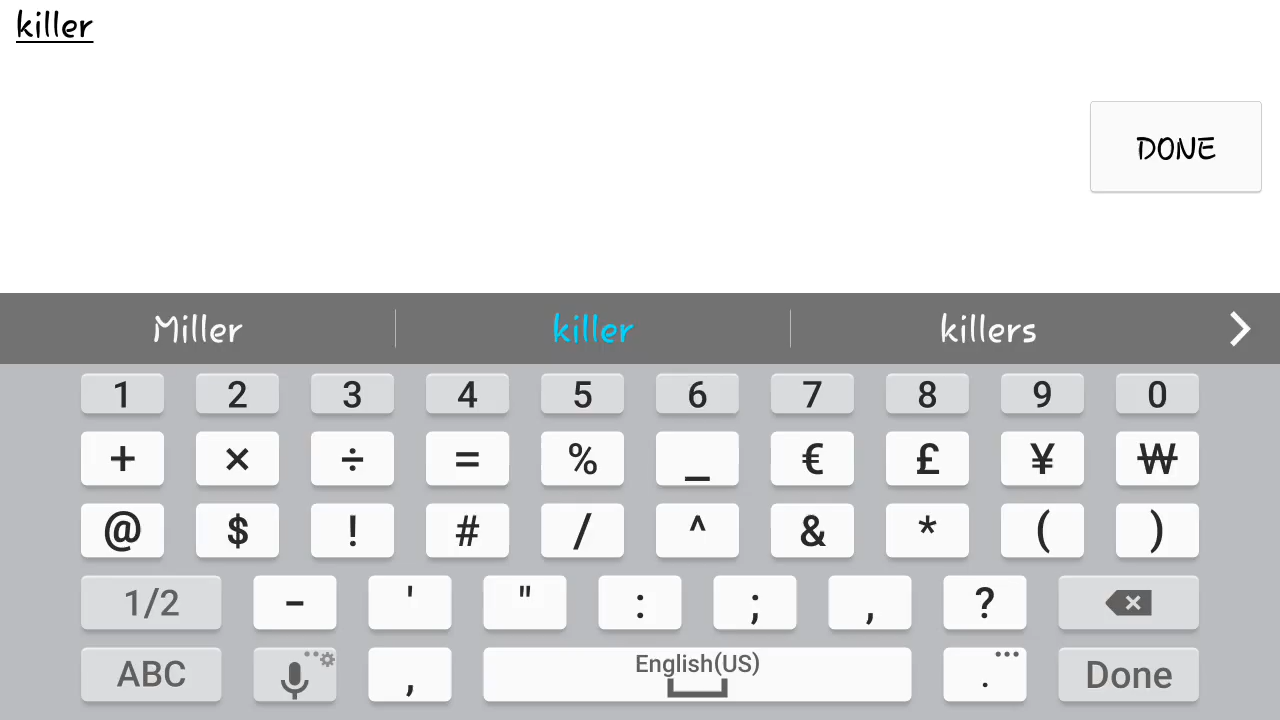 killer
DONE
Miller killer killers
1 2 3 4 5 6 7 8 9 0
+ × ÷ = % _ € £ ¥ ₩
@ $ ! # / ^ & * ( )
1/2 - ' " : ; , ?
ABC , English(US) . Done